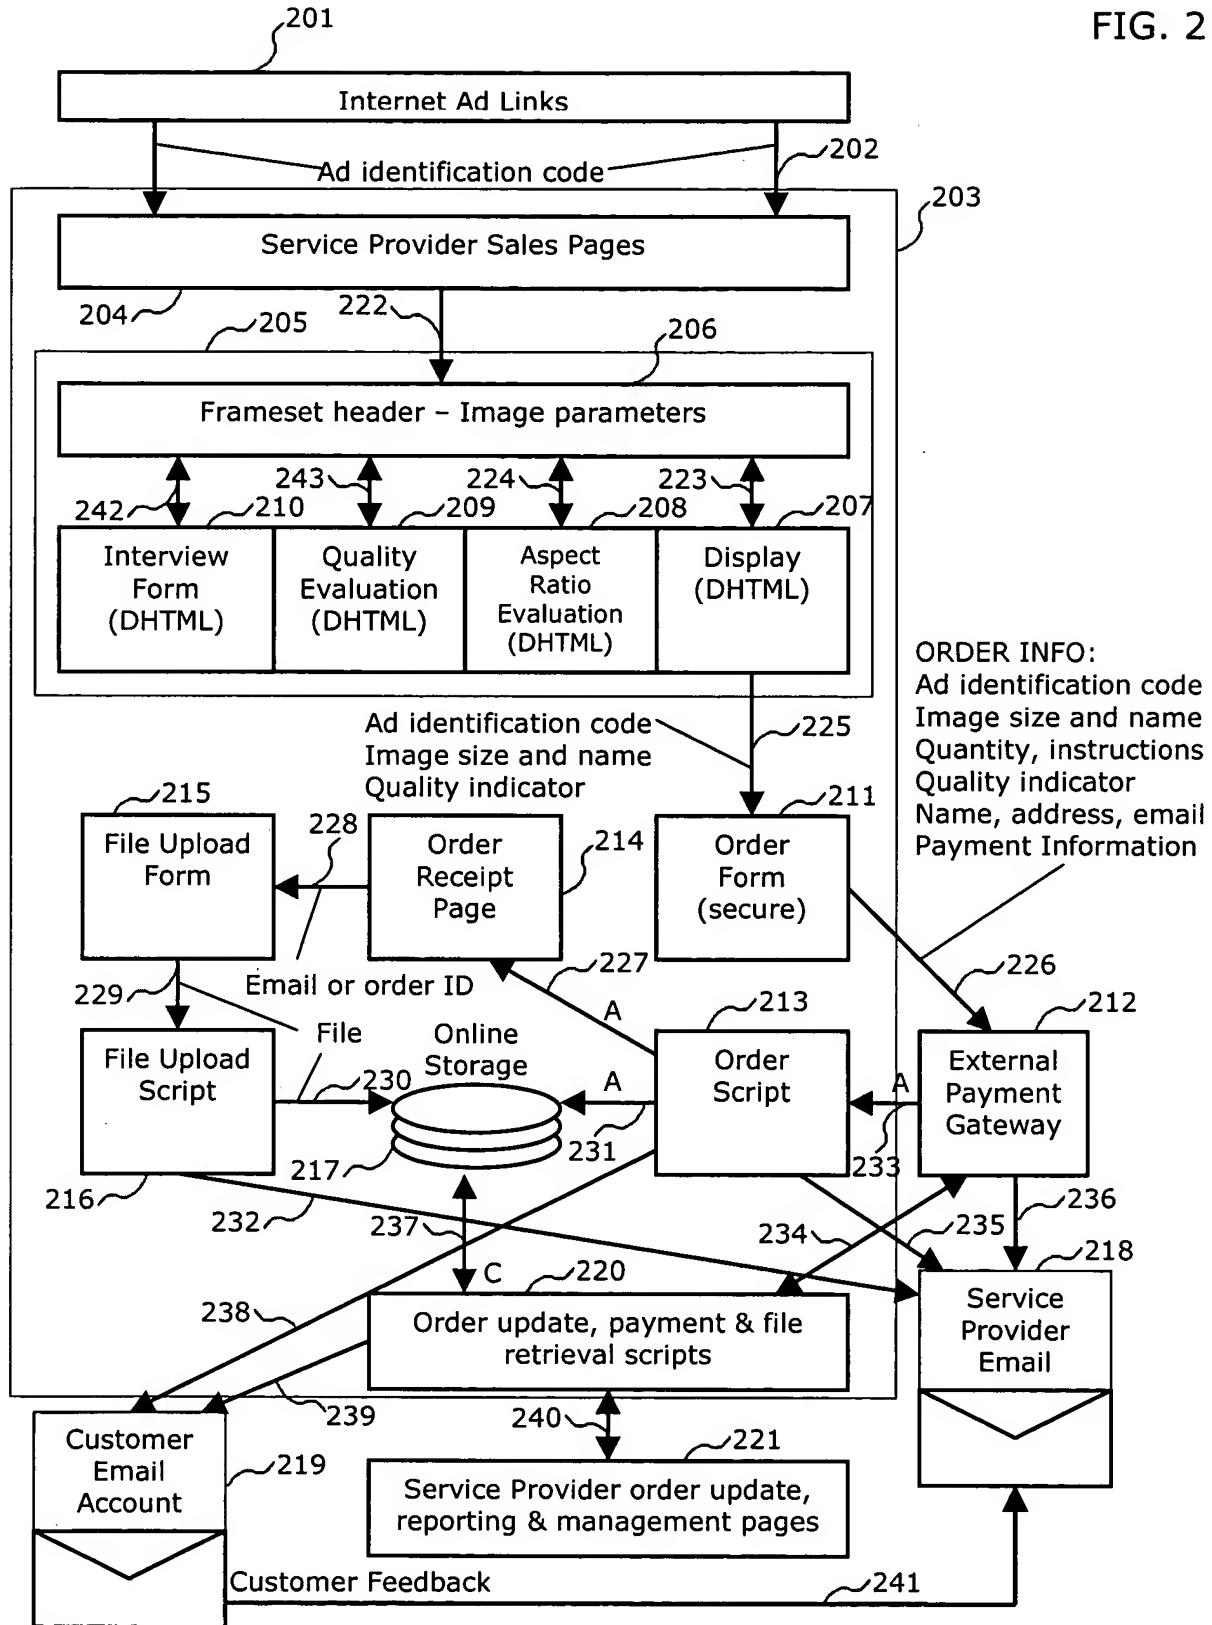 FIG. 2
201
Internet Ad Links
Ad identification code
202
203
Service Provider Sales Pages
204
222
205
206
Frameset header – Image parameters
242
243
224
223
210
209
208
207
Interview
Form
(DHTML)
Quality
Evaluation
(DHTML)
Aspect
Ratio
Evaluation
(DHTML)
Display
(DHTML)
ORDER INFO:
Ad identification code
Image size and name
Quantity, instructions
Quality indicator
Name, address, email
Payment Information
Ad identification code
Image size and name
Quality indicator
225
215
File Upload
Form
228
Order
Receipt
Page
214
211
Order
Form
(secure)
229
Email or order ID
227
226
A
213
212
File Upload
Script
File
230
Online
Storage
A
231
Order
Script
A
233
External
Payment
Gateway
216
217
232
237
C
234
235
236
218
220
238
Order update, payment & file
retrieval scripts
Service
Provider
Email
239
240
Customer
Email
Account
219
221
Service Provider order update,
reporting & management pages
Customer Feedback
241